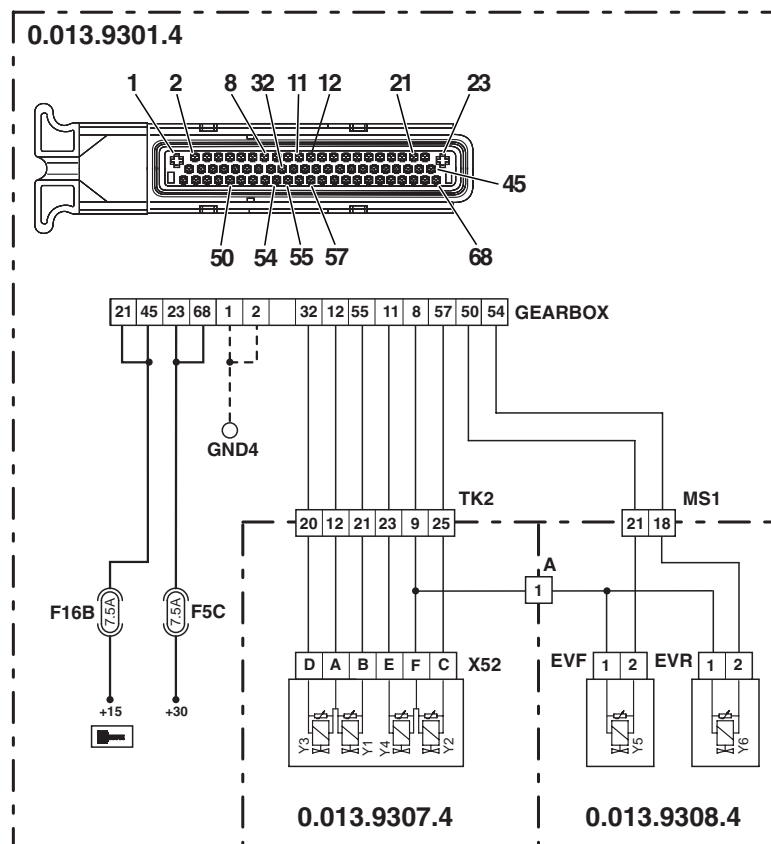 0.013.9301.4
1 2 8 32 11 12 21 23
45
50 54 55 57 68
21 45 23 68 1 2 32 12 55 11 8 57 50 54 GEARBOX
GND4
TK2 MS1
20 12 21 23 9 25 21 18
A
1
F16B 7.5A 7.5A F5C
D A B E F C X52 EVF 1 2 EVR 1 2
+15 +30
Y3 Y1 Y4 Y2 Y5 Y6
0.013.9307.4 0.013.9308.4